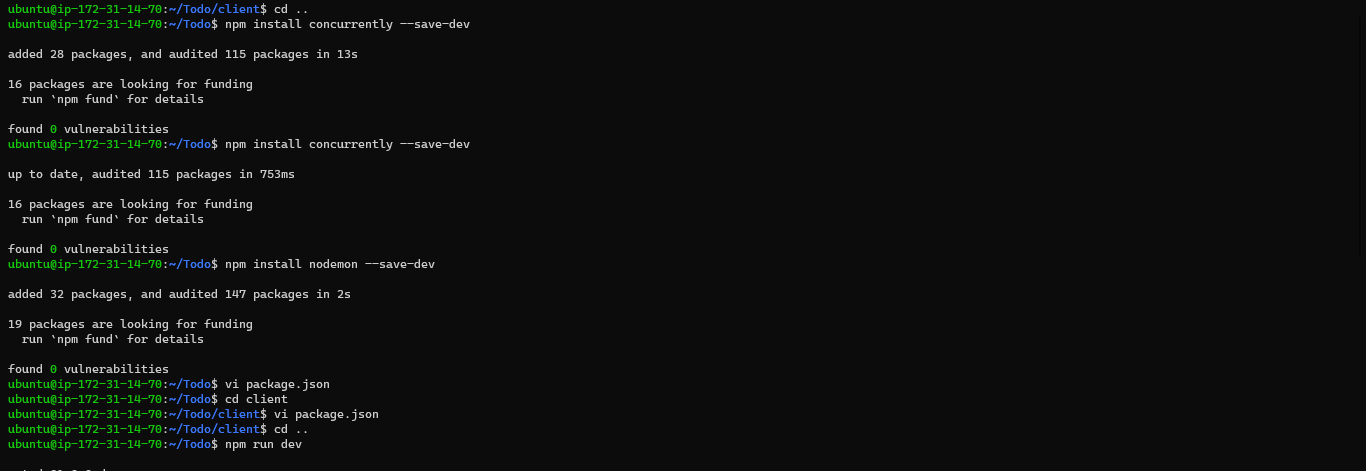 ubuntu@ip-172-31-14-70:~/Todo/client$ cd ..
ubuntu@ip-172-31-14-70:~/Todo$ npm install concurrently --save-dev
added 28 packages, and audited 115 packages in 13s
16 packages are looking for funding
run `npm fund` for details
found 0 vulnerabilities
ubuntu@ip-172-31-14-70:~/Todo$ npm install concurrently --save-dev
up to date, audited 115 packages in 753ms
16 packages are looking for funding
run `npm fund` for details
found 0 vulnerabilities
ubuntu@ip-172-31-14-70:~/Todo$ npm install nodemon --save-dev
added 32 packages, and audited 147 packages in 2s
19 packages are looking for funding
run `npm fund` for details
found 0 vulnerabilities
ubuntu@ip-172-31-14-70:~/Todo$ vi package.json
ubuntu@ip-172-31-14-70:~/Todo$ cd client
ubuntu@ip-172-31-14-70:~/Todo/client$ vi package.json
ubuntu@ip-172-31-14-70:~/Todo/client$ cd ..
ubuntu@ip-172-31-14-70:~/Todo$ npm run dev